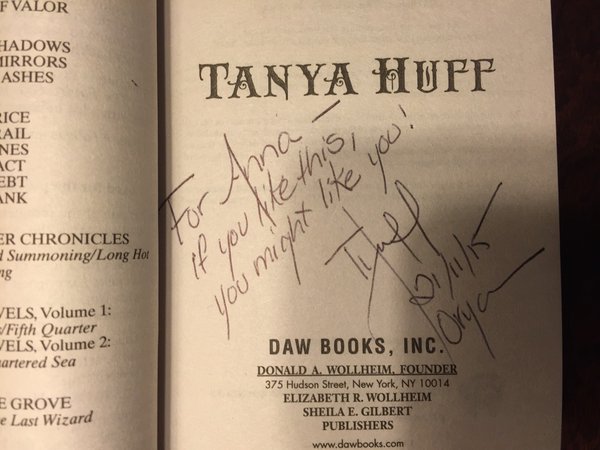 F VALOR
HADOWS
MIRRORS
ASHES
RICE
RAIL
NES
ACT
EBT
ANK
ER CHRONICLES
d Summoning/Long Hot
ng
VELS, Volume 1:
s/Fifth Quarter
VELS, Volume 2:
uartered Sea
E GROVE
e Last Wizard
TANYA HUFF
For Anna –
if you like this,
you might like you!
THuff
DAW BOOKS, INC.
DONALD A. WOLLHEIM, FOUNDER
375 Hudson Street, New York, NY 10014
ELIZABETH R. WOLLHEIM
SHEILA E. GILBERT
PUBLISHERS
www.dawbooks.com